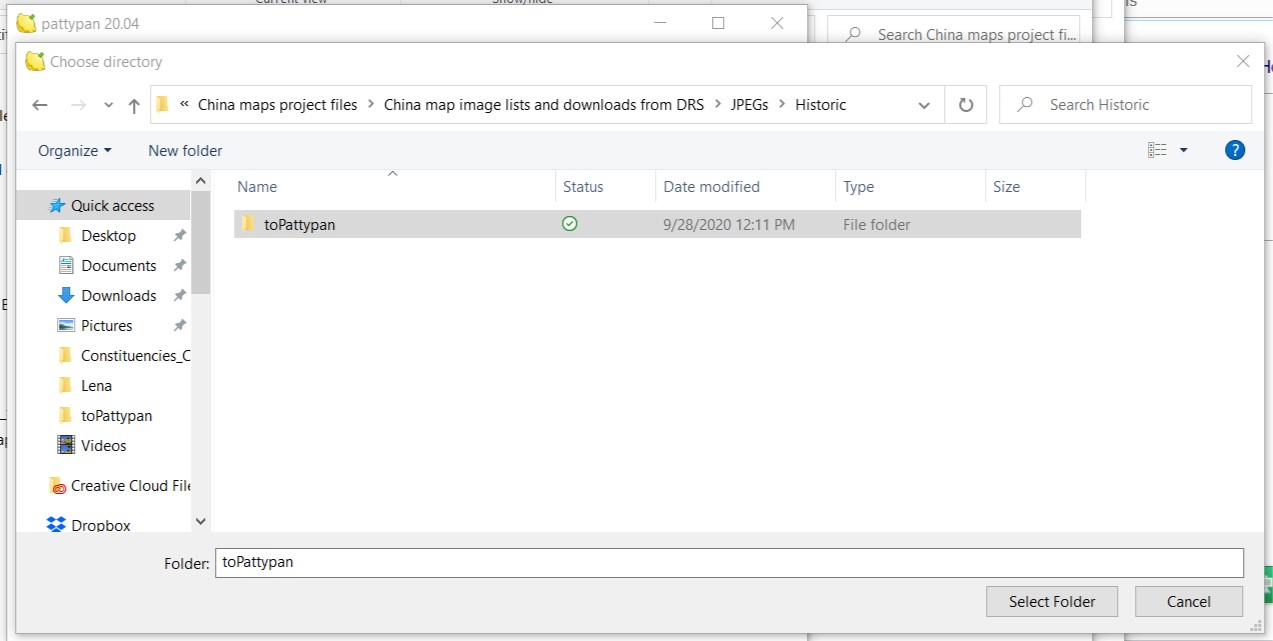 Current view Show/hide
pattypan 20.04
Search China maps project fi...
Choose directory
« China maps project files > China map image lists and downloads from DRS > JPEGs > Historic
Search Historic
Organize New folder
?
Name Status Date modified Type Size
Quick access
toPattypan 9/28/2020 12:11 PM File folder
Desktop
Documents
Downloads
Pictures
Constituencies_C
Lena
toPattypan
Videos
Creative Cloud File
Dropbox
Folder: toPattypan
Select Folder Cancel